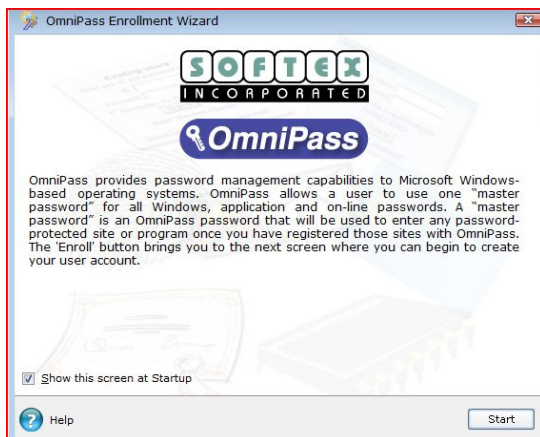 OmniPass Enrollment Wizard
SOFTEX
INCORPORATED
OmniPass
OmniPass provides password management capabilities to Microsoft Windows-
based operating systems. OmniPass allows a user to use one "master
password" for all Windows, application and on-line passwords. A "master
password" is an OmniPass password that will be used to enter any password-
protected site or program once you have registered those sites with OmniPass.
The 'Enroll' button brings you to the next screen where you can begin to create
your user account.
Show this screen at Startup
Help
Start